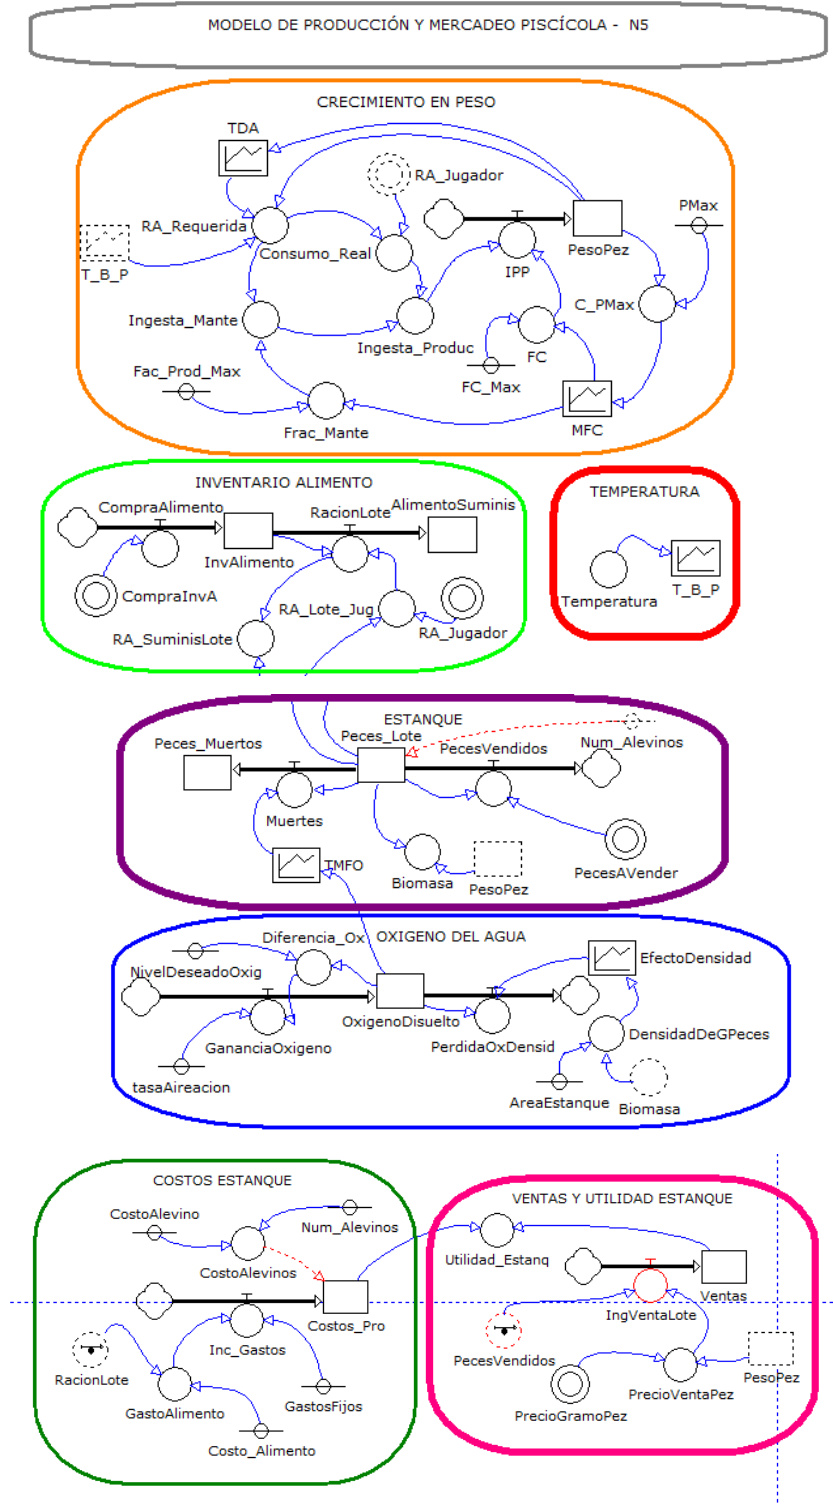 MODELO DE PRODUCCIÓN Y MERCADEO PISCÍCOLA - N5
CRECIMIENTO EN PESO
TDA
RA_Jugador
PMax
RA_Requerida
Consumo_Real
IPP
PesoPez
T_B_P
C_PMax
Ingesta_Mante
Ingesta_Produc
FC
Fac_Prod_Max
FC_Max
Frac_Mante
MFC
INVENTARIO ALIMENTO
CompraAlimento
RacionLote
AlimentoSuminis
InvAlimento
CompraInvA
RA_Lote_Jug
RA_SuminisLote
RA_Jugador
TEMPERATURA
Temperatura
T_B_P
ESTANQUE
Peces_Lote
Peces_Muertos
PecesVendidos
Num_Alevinos
Muertes
TMFO
Biomasa
PesoPez
PecesAVender
OXIGENO DEL AGUA
Diferencia_Ox
NivelDeseadoOxig
EfectoDensidad
OxigenoDisuelto
GananciaOxigeno
PerdidaOxDensid
DensidadDeGPeces
tasaAireacion
AreaEstanque
Biomasa
COSTOS ESTANQUE
CostoAlevino
Num_Alevinos
CostoAlevinos
Costos_Pro
Inc_Gastos
RacionLote
GastoAlimento
GastosFijos
Costo_Alimento
VENTAS Y UTILIDAD ESTANQUE
Utilidad_Estanq
Ventas
IngVentaLote
PecesVendidos
PesoPez
PrecioVentaPez
PrecioGramoPez